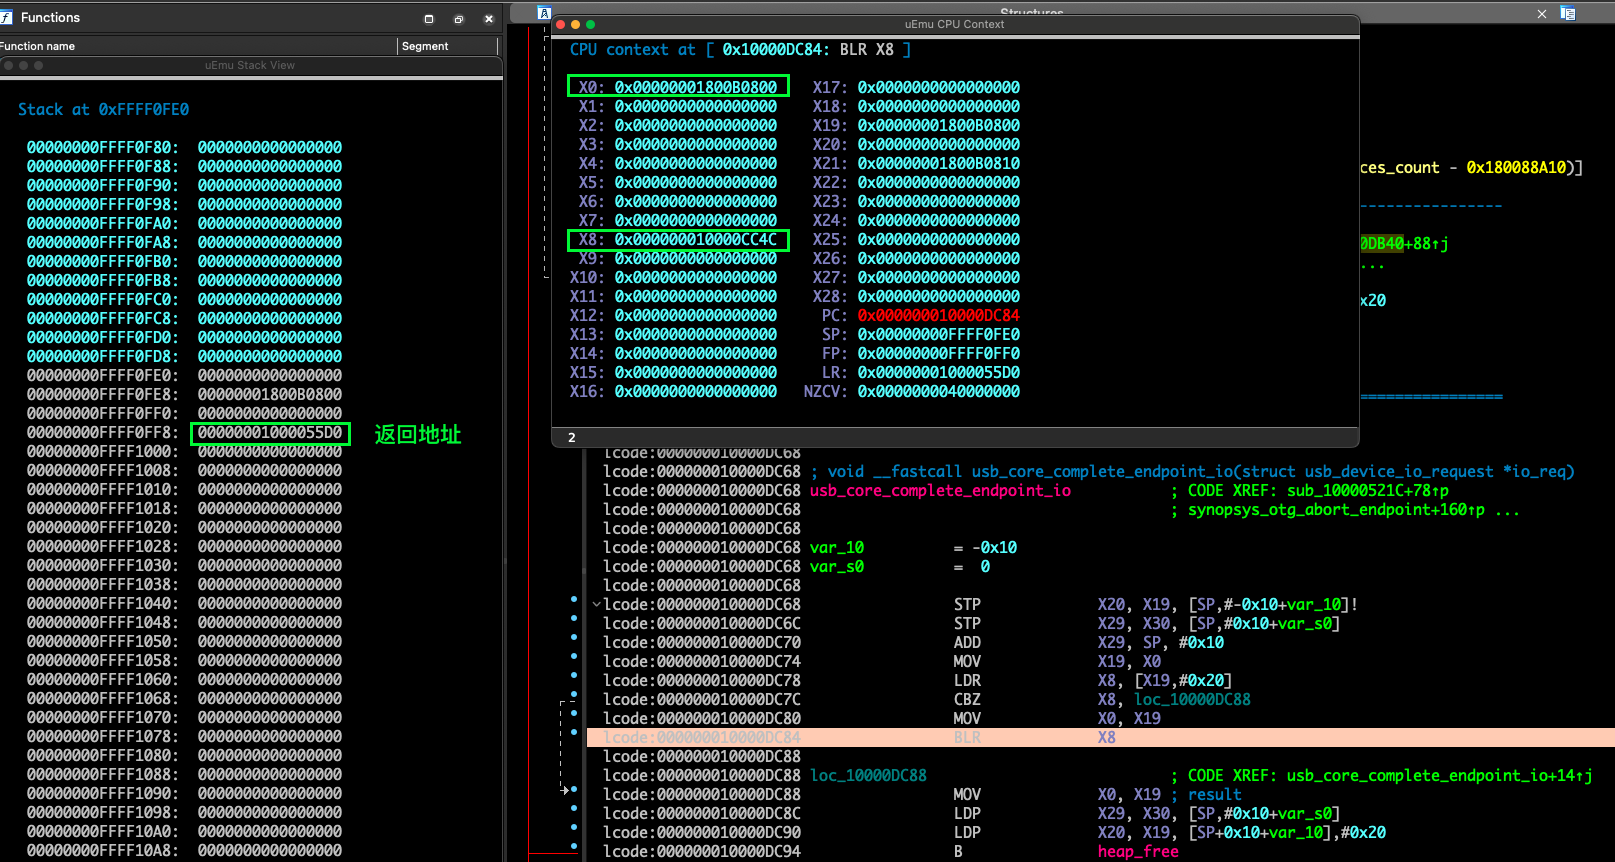 Functions
Function name Segment
uEmu Stack View
Stack at 0xFFFF0FE0
00000000FFFF0F80: 0000000000000000
00000000FFFF0F88: 0000000000000000
00000000FFFF0F90: 0000000000000000
00000000FFFF0F98: 0000000000000000
00000000FFFF0FA0: 0000000000000000
00000000FFFF0FA8: 0000000000000000
00000000FFFF0FB0: 0000000000000000
00000000FFFF0FB8: 0000000000000000
00000000FFFF0FC0: 0000000000000000
00000000FFFF0FC8: 0000000000000000
00000000FFFF0FD0: 0000000000000000
00000000FFFF0FD8: 0000000000000000
00000000FFFF0FE0: 0000000000000000
00000000FFFF0FE8: 00000001800B0800
00000000FFFF0FF0: 0000000000000000
00000000FFFF0FF8: 00000001000055D0 返回地址
00000000FFFF1000: 0000000000000000
00000000FFFF1008: 0000000000000000
00000000FFFF1010: 0000000000000000
00000000FFFF1018: 0000000000000000
00000000FFFF1020: 0000000000000000
00000000FFFF1028: 0000000000000000
00000000FFFF1030: 0000000000000000
00000000FFFF1038: 0000000000000000
00000000FFFF1040: 0000000000000000
00000000FFFF1048: 0000000000000000
00000000FFFF1050: 0000000000000000
00000000FFFF1058: 0000000000000000
00000000FFFF1060: 0000000000000000
00000000FFFF1068: 0000000000000000
00000000FFFF1070: 0000000000000000
00000000FFFF1078: 0000000000000000
00000000FFFF1080: 0000000000000000
00000000FFFF1088: 0000000000000000
00000000FFFF1090: 0000000000000000
00000000FFFF1098: 0000000000000000
00000000FFFF10A0: 0000000000000000
00000000FFFF10A8: 0000000000000000
Structures
uEmu CPU Context
CPU context at [ 0x10000DC84: BLR X8 ]
X0: 0x00000001800B0800 X17: 0x0000000000000000
X1: 0x0000000000000000 X18: 0x0000000000000000
X2: 0x0000000000000000 X19: 0x00000001800B0800
X3: 0x0000000000000000 X20: 0x0000000000000000
X4: 0x0000000000000000 X21: 0x00000001800B0810
X5: 0x0000000000000000 X22: 0x0000000000000000
X6: 0x0000000000000000 X23: 0x0000000000000000
X7: 0x0000000000000000 X24: 0x0000000000000000
X8: 0x000000010000CC4C X25: 0x0000000000000000
X9: 0x0000000000000000 X26: 0x0000000000000000
X10: 0x0000000000000000 X27: 0x0000000000000000
X11: 0x0000000000000000 X28: 0x0000000000000000
X12: 0x0000000000000000 PC: 0x000000010000DC84
X13: 0x0000000000000000 SP: 0x00000000FFFF0FE0
X14: 0x0000000000000000 FP: 0x00000000FFFF0FF0
X15: 0x0000000000000000 LR: 0x00000001000055D0
X16: 0x0000000000000000 NZCV: 0x0000000040000000
2
ces_count - 0x180088A10)]
0DB40+88↑j
...
x20
lcode:000000010000DC68
lcode:000000010000DC68 ; void __fastcall usb_core_complete_endpoint_io(struct usb_device_io_request *io_req)
lcode:000000010000DC68 usb_core_complete_endpoint_io ; CODE XREF: sub_10000521C+78↑p
lcode:000000010000DC68 ; synopsys_otg_abort_endpoint+160↑p ...
lcode:000000010000DC68
lcode:000000010000DC68 var_10 = -0x10
lcode:000000010000DC68 var_s0 = 0
lcode:000000010000DC68
lcode:000000010000DC68 STP X20, X19, [SP,#-0x10+var_10]!
lcode:000000010000DC6C STP X29, X30, [SP,#0x10+var_s0]
lcode:000000010000DC70 ADD X29, SP, #0x10
lcode:000000010000DC74 MOV X19, X0
lcode:000000010000DC78 LDR X8, [X19,#0x20]
lcode:000000010000DC7C CBZ X8, loc_10000DC88
lcode:000000010000DC80 MOV X0, X19
lcode:000000010000DC84 BLR X8
lcode:000000010000DC88
lcode:000000010000DC88 loc_10000DC88 ; CODE XREF: usb_core_complete_endpoint_io+14↑j
lcode:000000010000DC88 MOV X0, X19 ; result
lcode:000000010000DC8C LDP X29, X30, [SP,#0x10+var_s0]
lcode:000000010000DC90 LDP X20, X19, [SP+0x10+var_10],#0x20
lcode:000000010000DC94 B heap_free